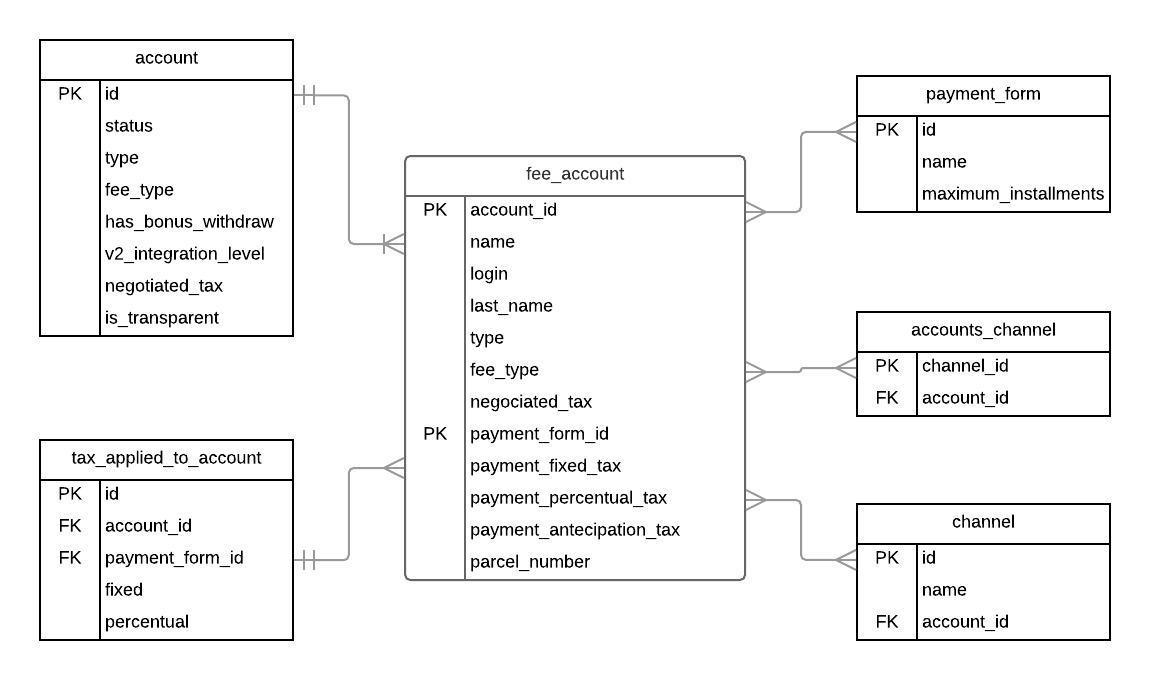 account
PK id
status
type
fee_type
has_bonus_withdraw
v2_integration_level
negotiated_tax
is_transparent
tax_applied_to_account
PK id
FK account_id
FK payment_form_id
fixed
percentual
fee_account
PK account_id
name
login
last_name
type
fee_type
negociated_tax
PK payment_form_id
payment_fixed_tax
payment_percentual_tax
payment_antecipation_tax
parcel_number
payment_form
PK id
name
maximum_installments
accounts_channel
PK channel_id
FK account_id
channel
PK id
name
FK account_id